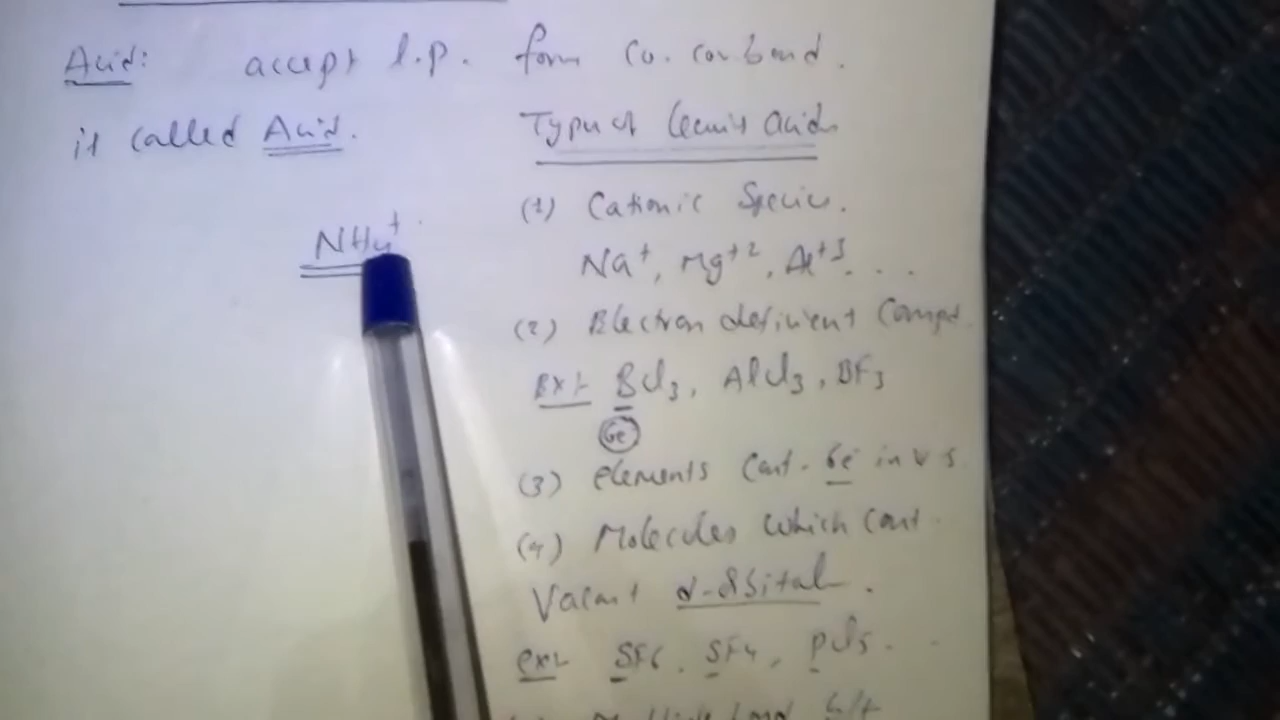 Acid: accept l.p. form co. cov bond.
it called Acid.
Types of Lewis acids
(1) Cationic Species.
NH4+
Na+, Mg+2, Al+3 ...
(2) Electron deficient Compd.
Ex:- BCl3, AlCl3, BF3
6e-
(3) elements Cont. 6e- in v.s.
(4) Molecules which Cont.
Vacant d-orbital.
ex:- SF6, SF4, PCl5 ..